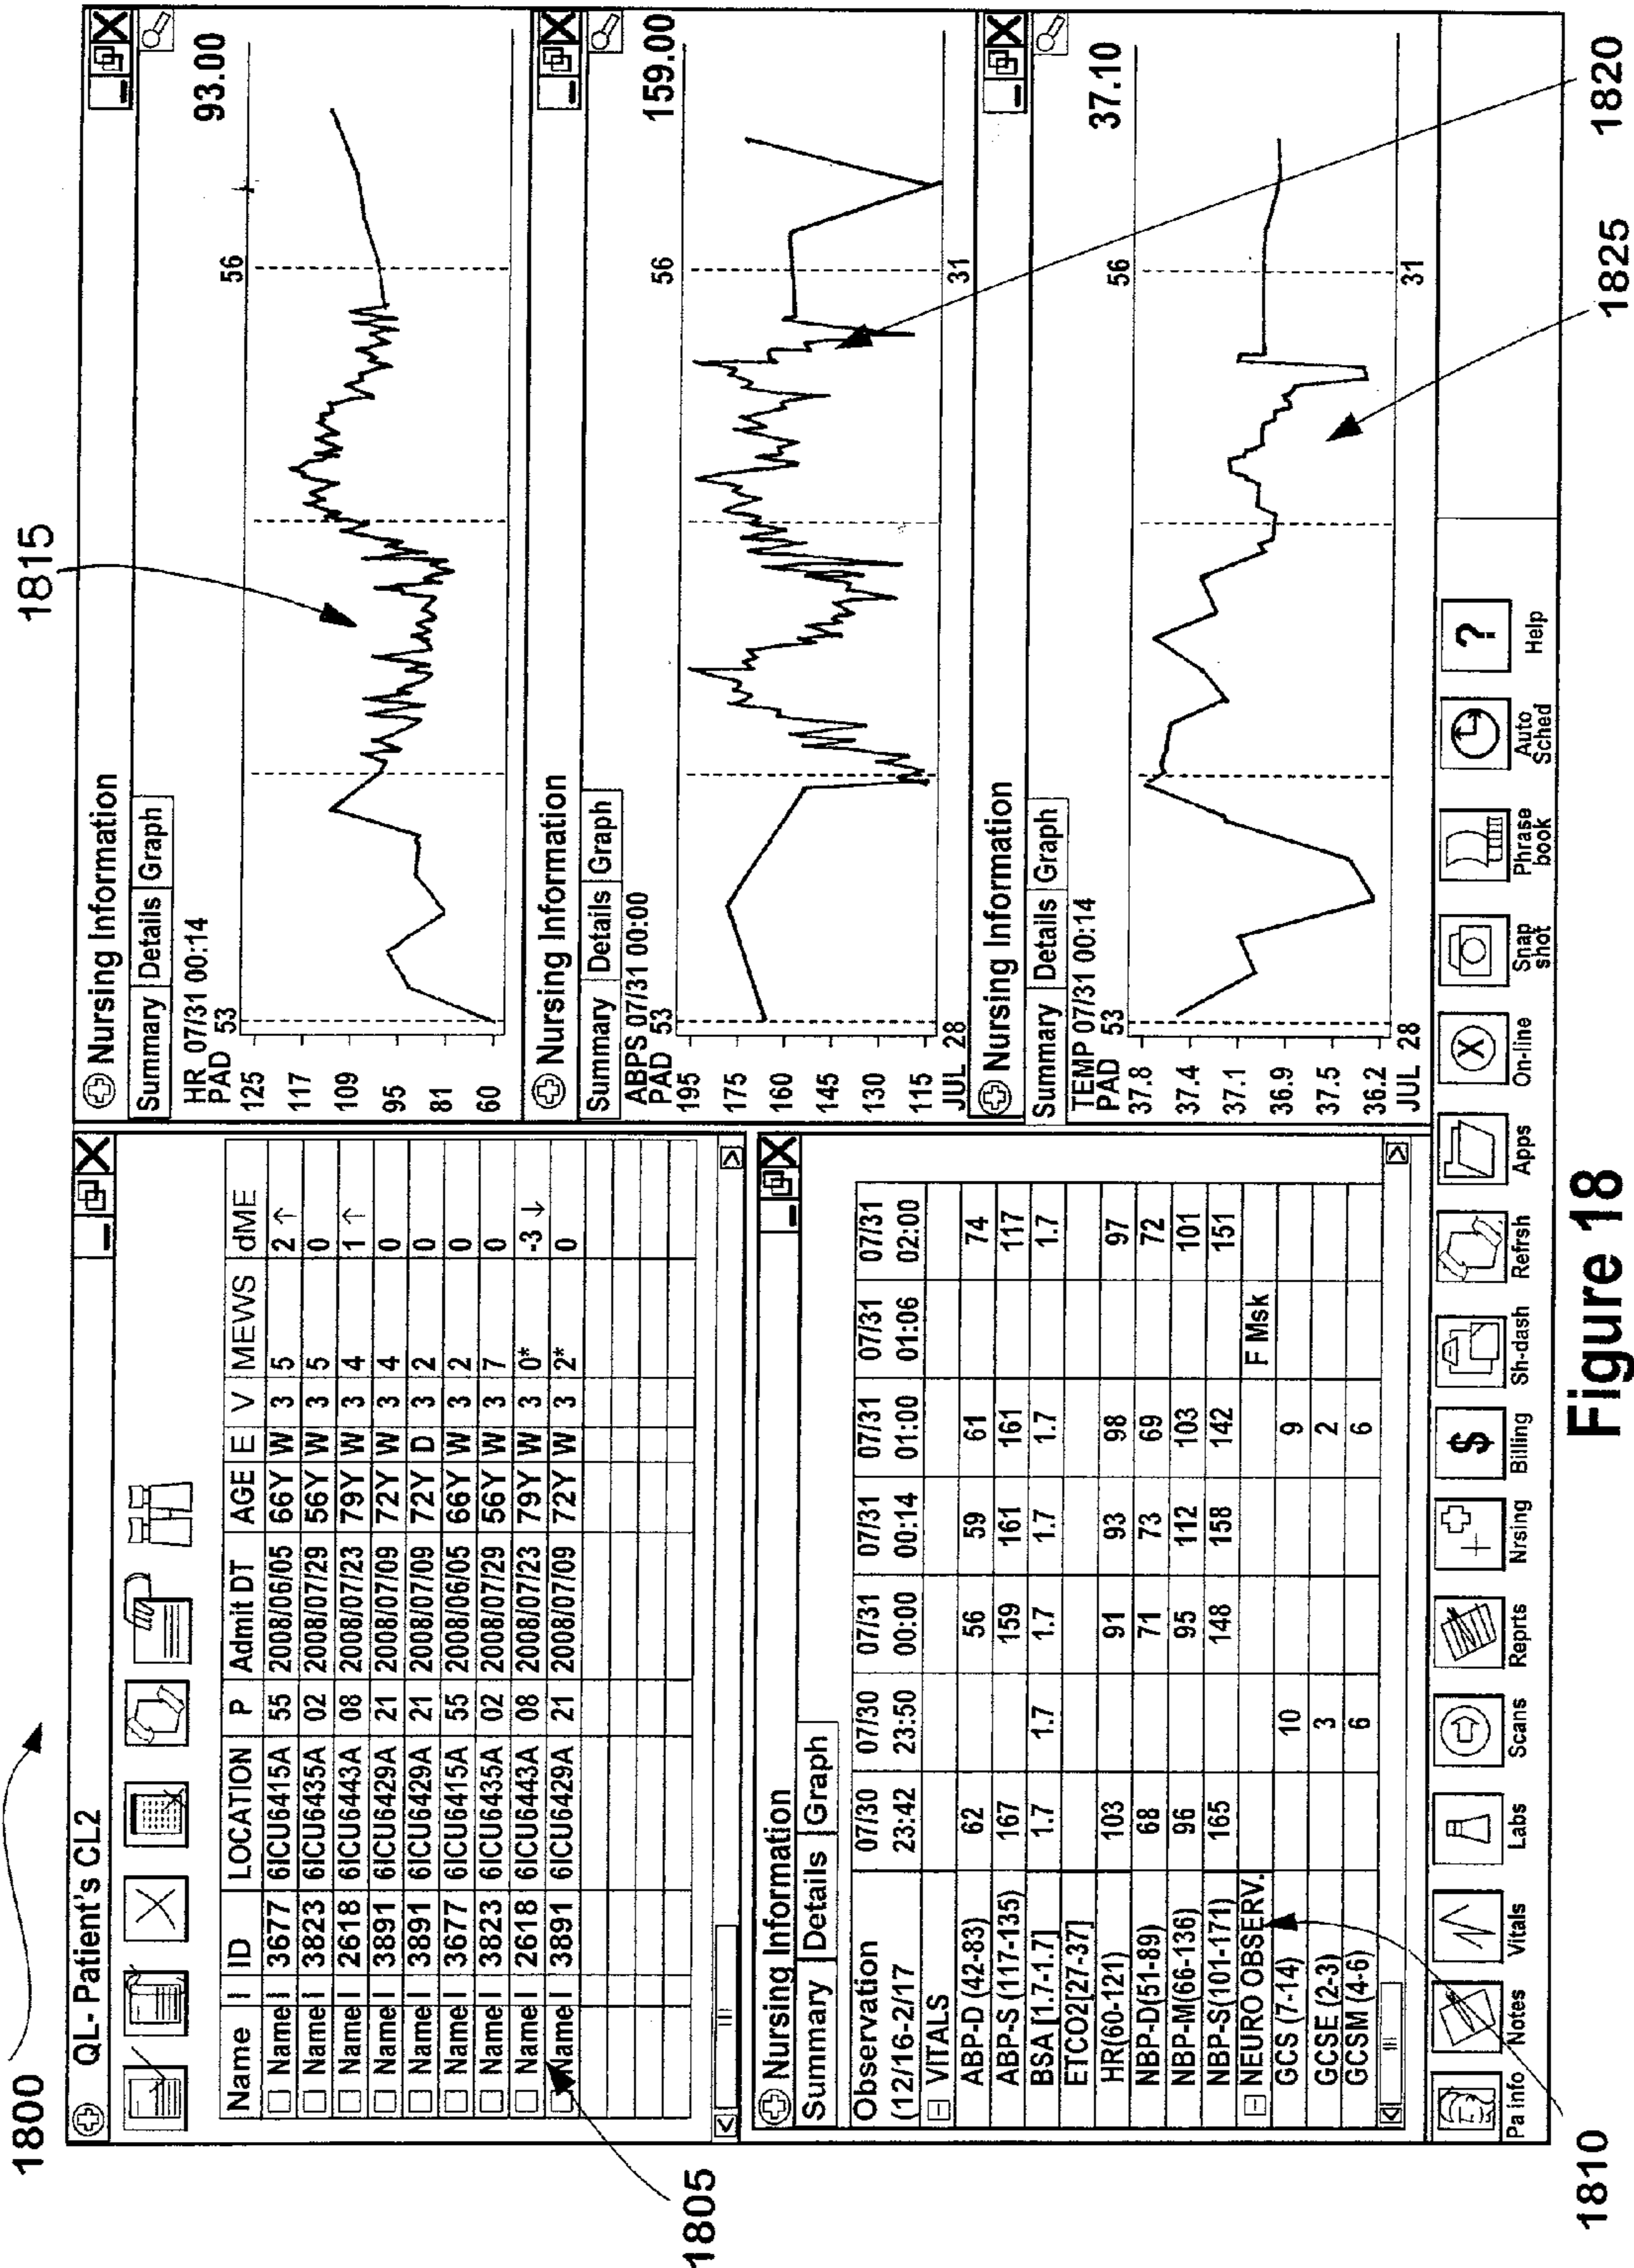 1800
QL- Patient's CL2
Name I ID LOCATION P Admit DT AGE E V MEWS dME
Name I 3677 6ICU6415A 55 2008/06/05 66Y W 3 5 2 ↑
Name I 3823 6ICU6435A 02 2008/07/29 56Y W 3 5 0
Name I 2618 6ICU6443A 08 2008/07/23 79Y W 3 4 1 ↑
Name I 3891 6ICU6429A 21 2008/07/09 72Y W 3 4 0
Name I 3891 6ICU6429A 21 2008/07/09 72Y D 3 2 0
Name I 3677 6ICU6415A 55 2008/06/05 66Y W 3 2 0
Name I 3823 6ICU6435A 02 2008/07/29 56Y W 3 7 0
Name I 2618 6ICU6443A 08 2008/07/23 79Y W 3 0* -3 ↓
Name I 3891 6ICU6429A 21 2008/07/09 72Y W 3 2* 0
1805
Nursing Information
Summary Details Graph
Observation 07/30 07/30 07/31 07/31 07/31 07/31 07/31
(12/16-2/17 23:42 23:50 00:00 00:14 01:00 01:06 02:00
VITALS
ABP-D (42-83) 62 56 59 61 74
ABP-S (117-135) 167 159 161 161 117
BSA [1.7-1.7] 1.7 1.7 1.7 1.7 1.7 1.7
ETCO2[27-37]
HR(60-121) 103 91 93 98 97
NBP-D(51-89) 68 71 73 69 72
NBP-M(66-136) 96 95 112 103 101
NBP-S(101-171) 165 148 158 142 151
NEURO OBSERV. F Msk
GCS (7-14) 10 9
GCSE (2-3) 3 2
GCSM (4-6) 6 6
1810
1815
Nursing Information
Summary Details Graph
HR 07/31 00:14 93.00
PAD 53 56
125
117
109
95
81
60
Nursing Information
Summary Details Graph
ABPS 07/31 00:00 159.00
PAD 53 56
195
175
160
145
130
115
JUL 28 31
1820
Nursing Information
Summary Details Graph
TEMP 07/31 00:14 37.10
PAD 53 56
37.8
37.4
37.1
36.9
37.5
36.2
JUL 28 31
1825
Pa info Notes Vitals Labs Scans Reprts Nrsing Billing Sh-dash Refrsh Apps On-line Snap shot Phrase book Auto Sched Help
Figure 18